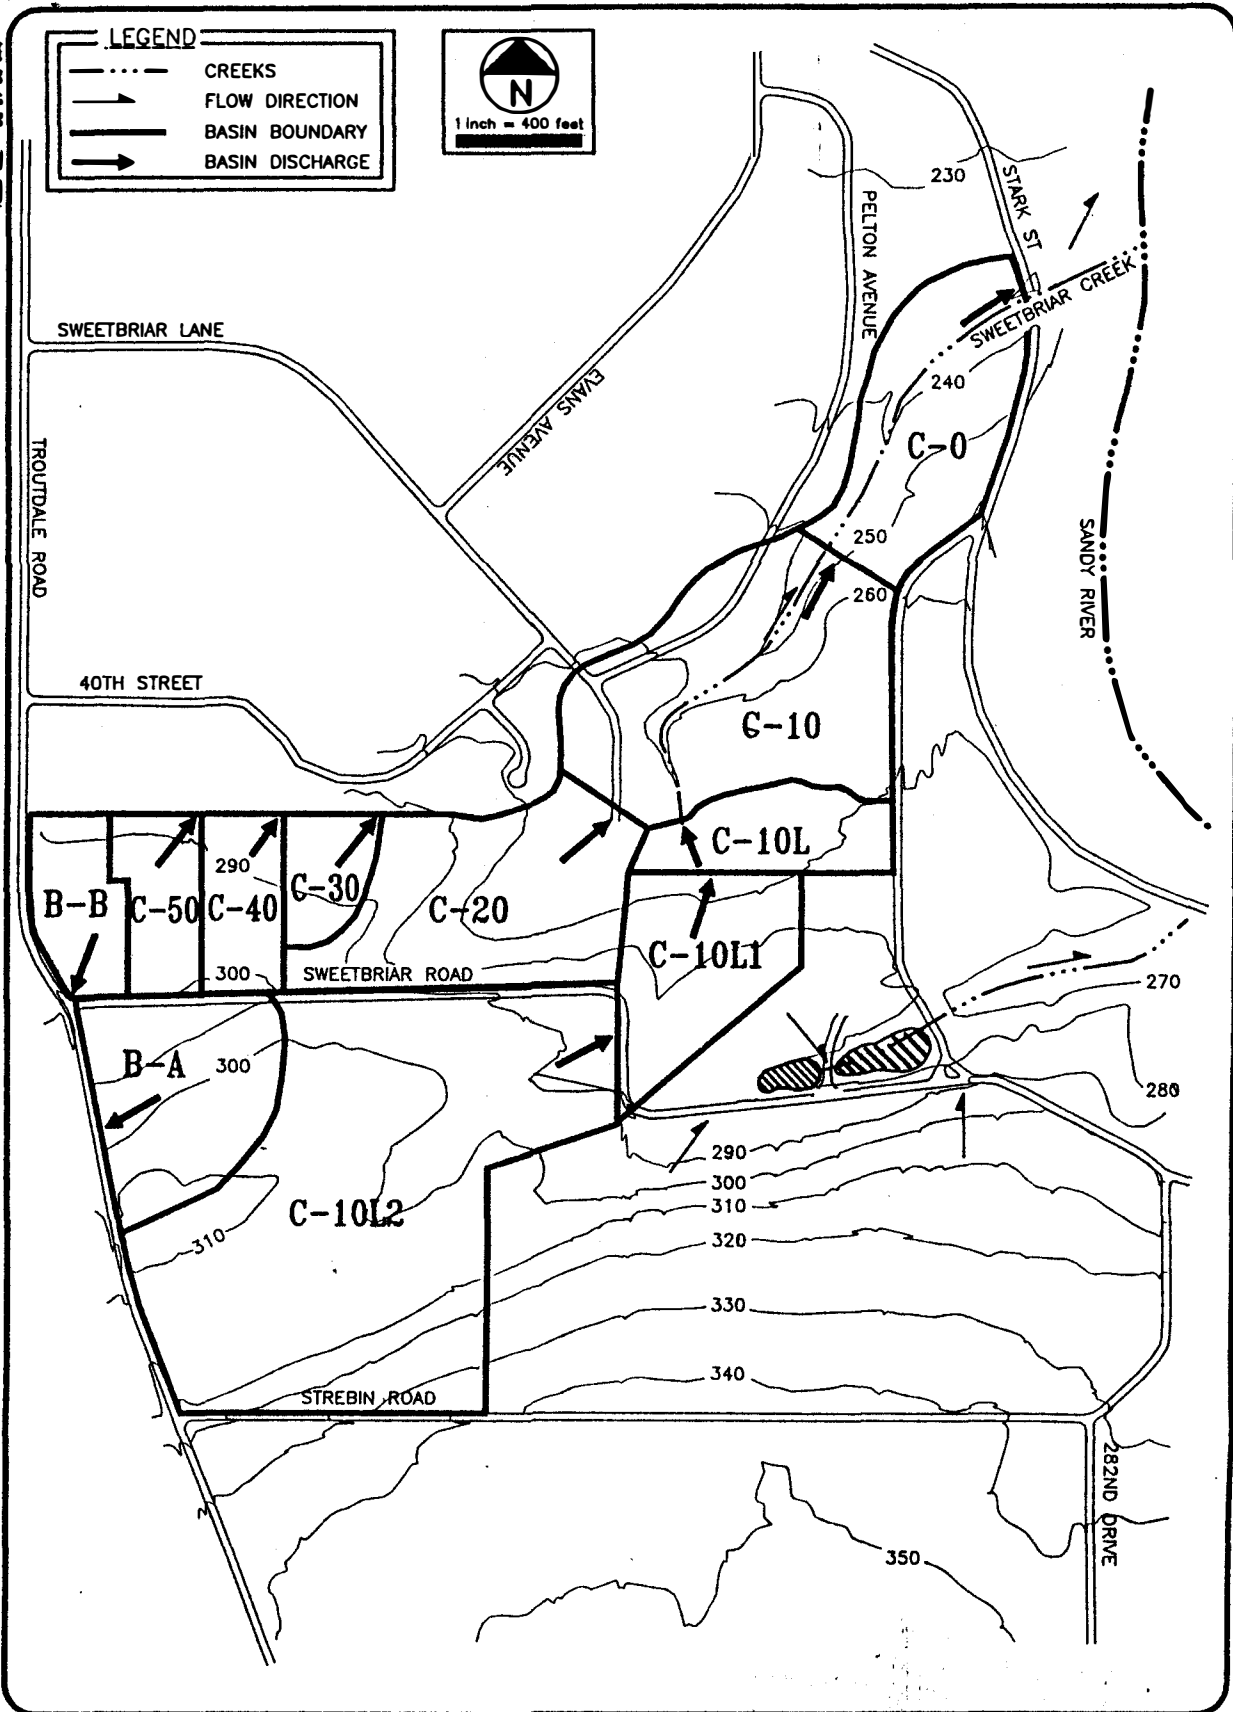 LEGEND
CREEKS
FLOW DIRECTION
BASIN BOUNDARY
BASIN DISCHARGE
N
1 inch = 400 feet
230
STARK ST
PELTON AVENUE
SWEETBRIAR CREEK
SWEETBRIAR LANE
EVANS AVENUE
240
C-0
TROUTDALE ROAD
SANDY RIVER
250
260
40TH STREET
C-10
C-10L
290
B-B
C-50
C-40
C-30
C-20
C-10L1
300
SWEETBRIAR ROAD
270
B-A
300
280
290
300
310
C-10L2
310
320
330
340
STREBIN ROAD
282ND DRIVE
350